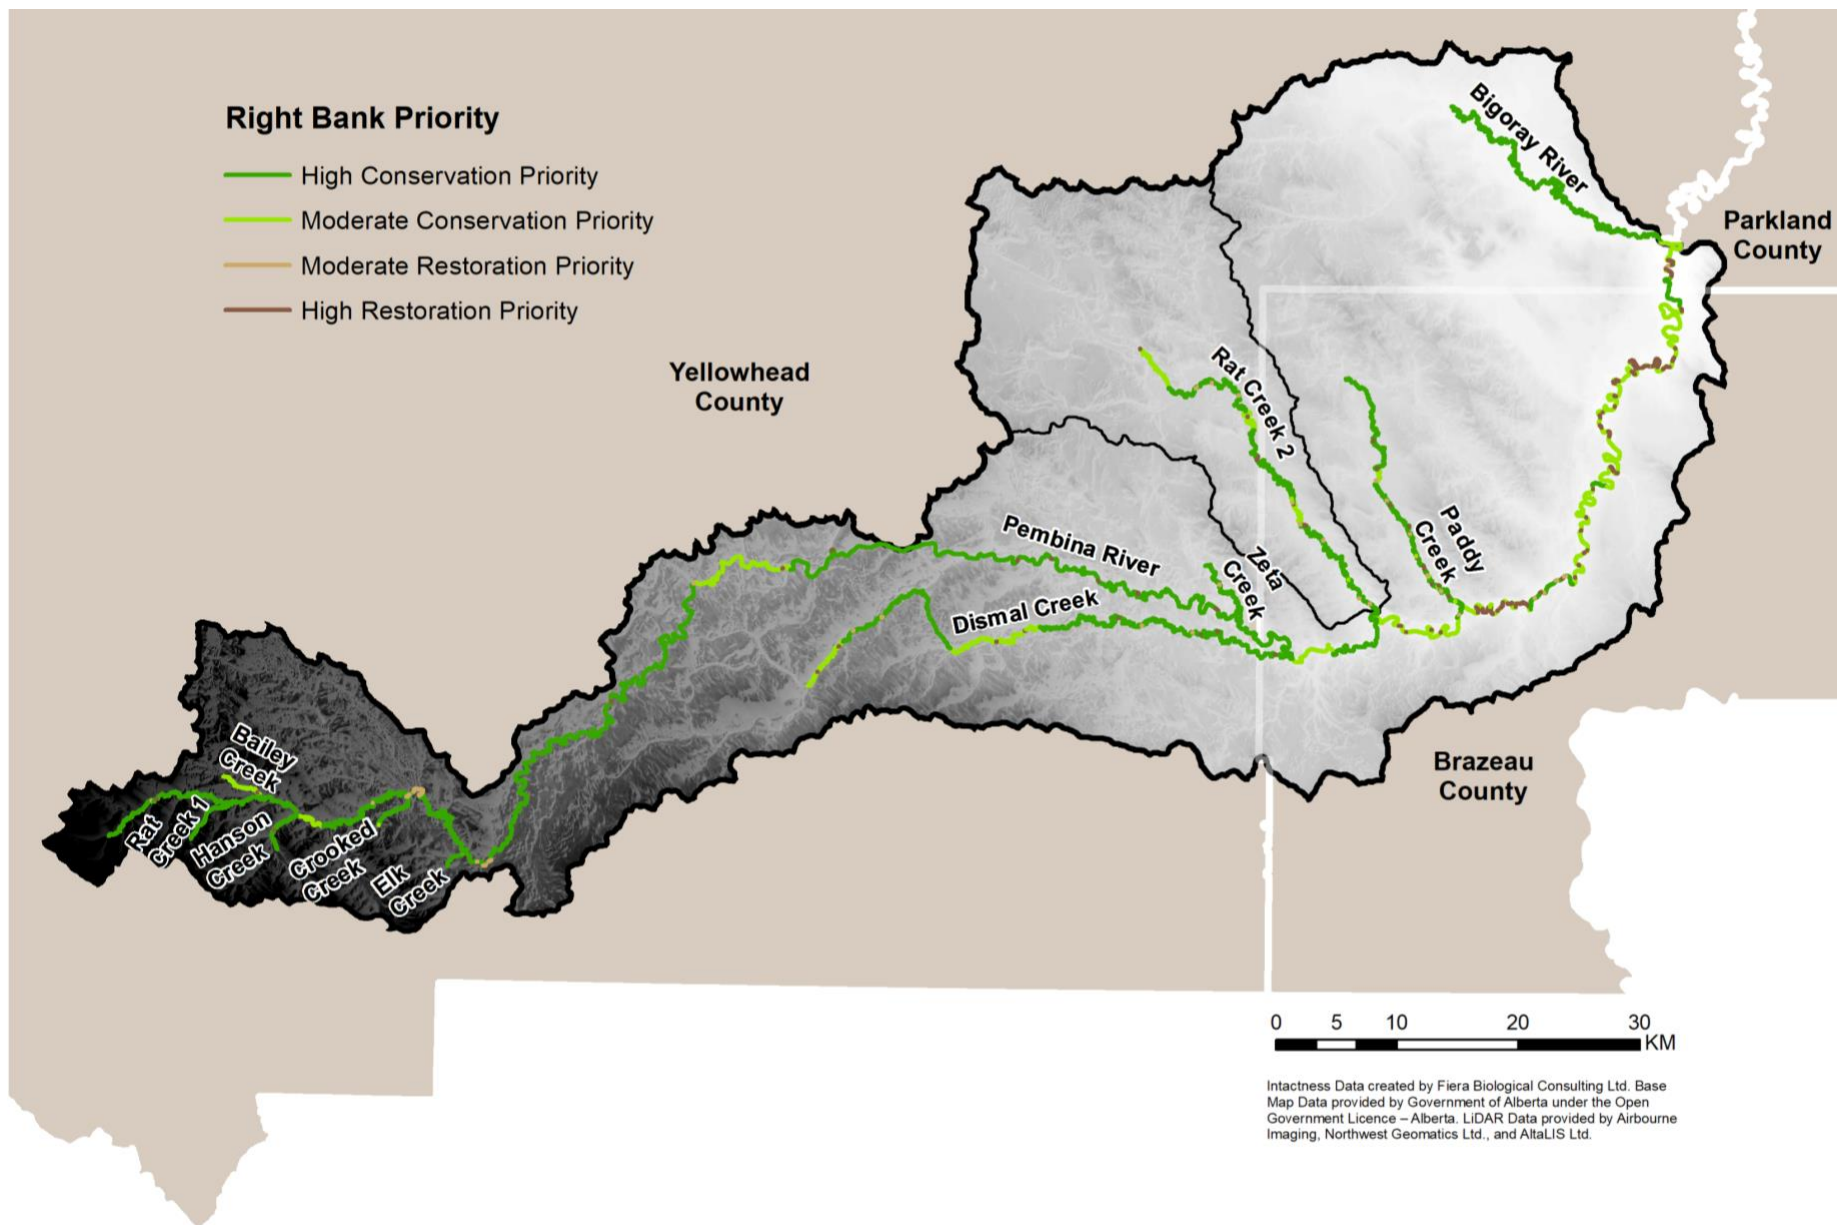 Right Bank Priority
High Conservation Priority
Moderate Conservation Priority
Moderate Restoration Priority
High Restoration Priority
Bigoray River
Parkland
County
Yellowhead
County
Rat Creek 2
Paddy
Creek
Pembina River
Zeta
Creek
Dismal Creek
Bailey
Creek
Rat
Creek 1
Hanson
Creek
Crooked
Creek
Elk
Creek
Brazeau
County
0 5 10 20 30
KM
Intactness Data created by Fiera Biological Consulting Ltd. Base
Map Data provided by Government of Alberta under the Open
Government Licence – Alberta. LiDAR Data provided by Airbourne
Imaging, Northwest Geomatics Ltd., and AltaLIS Ltd.